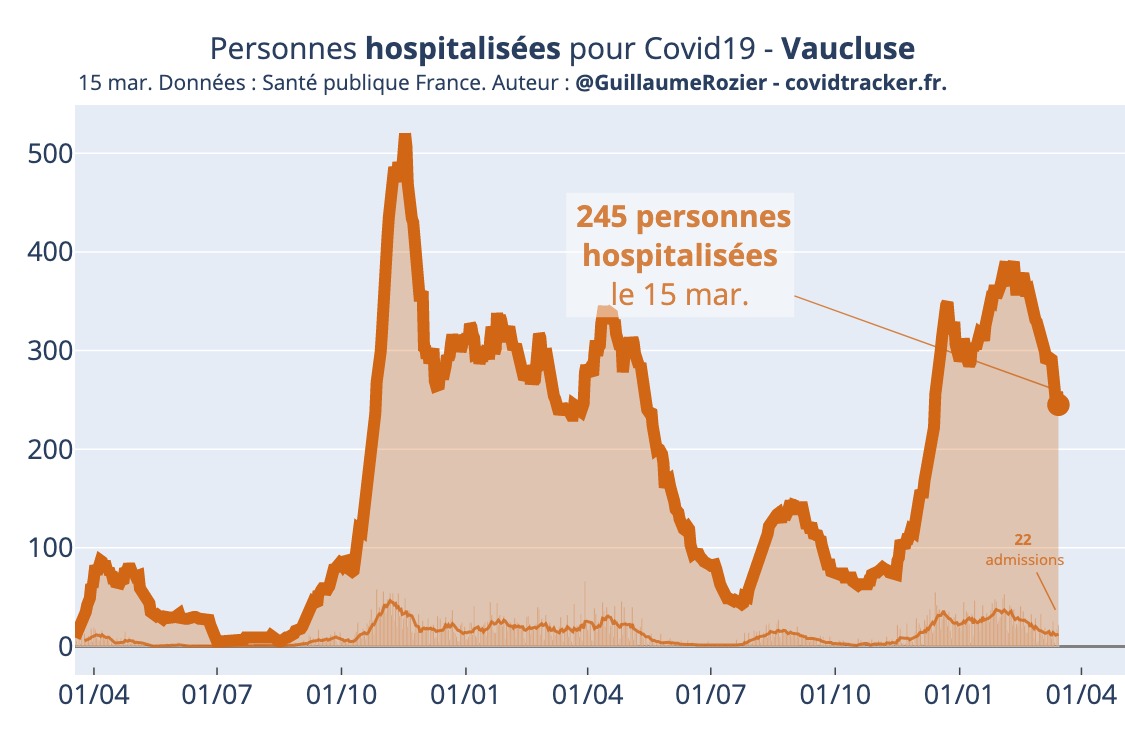 Personnes hospitalisées pour Covid19 - Vaucluse
15 mar. Données : Santé publique France. Auteur : @GuillaumeRozier - covidtracker.fr.
500
400
300
200
100
0
245 personnes
hospitalisées
le 15 mar.
22
admissions
01/04 01/07 01/10 01/01 01/04 01/07 01/10 01/01 01/04